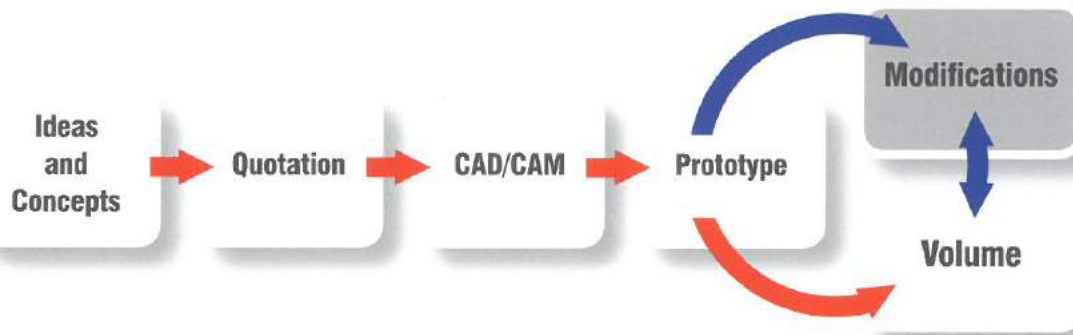 Ideas
and
Concepts
Quotation
CAD/CAM
Prototype
Modifications
Volume